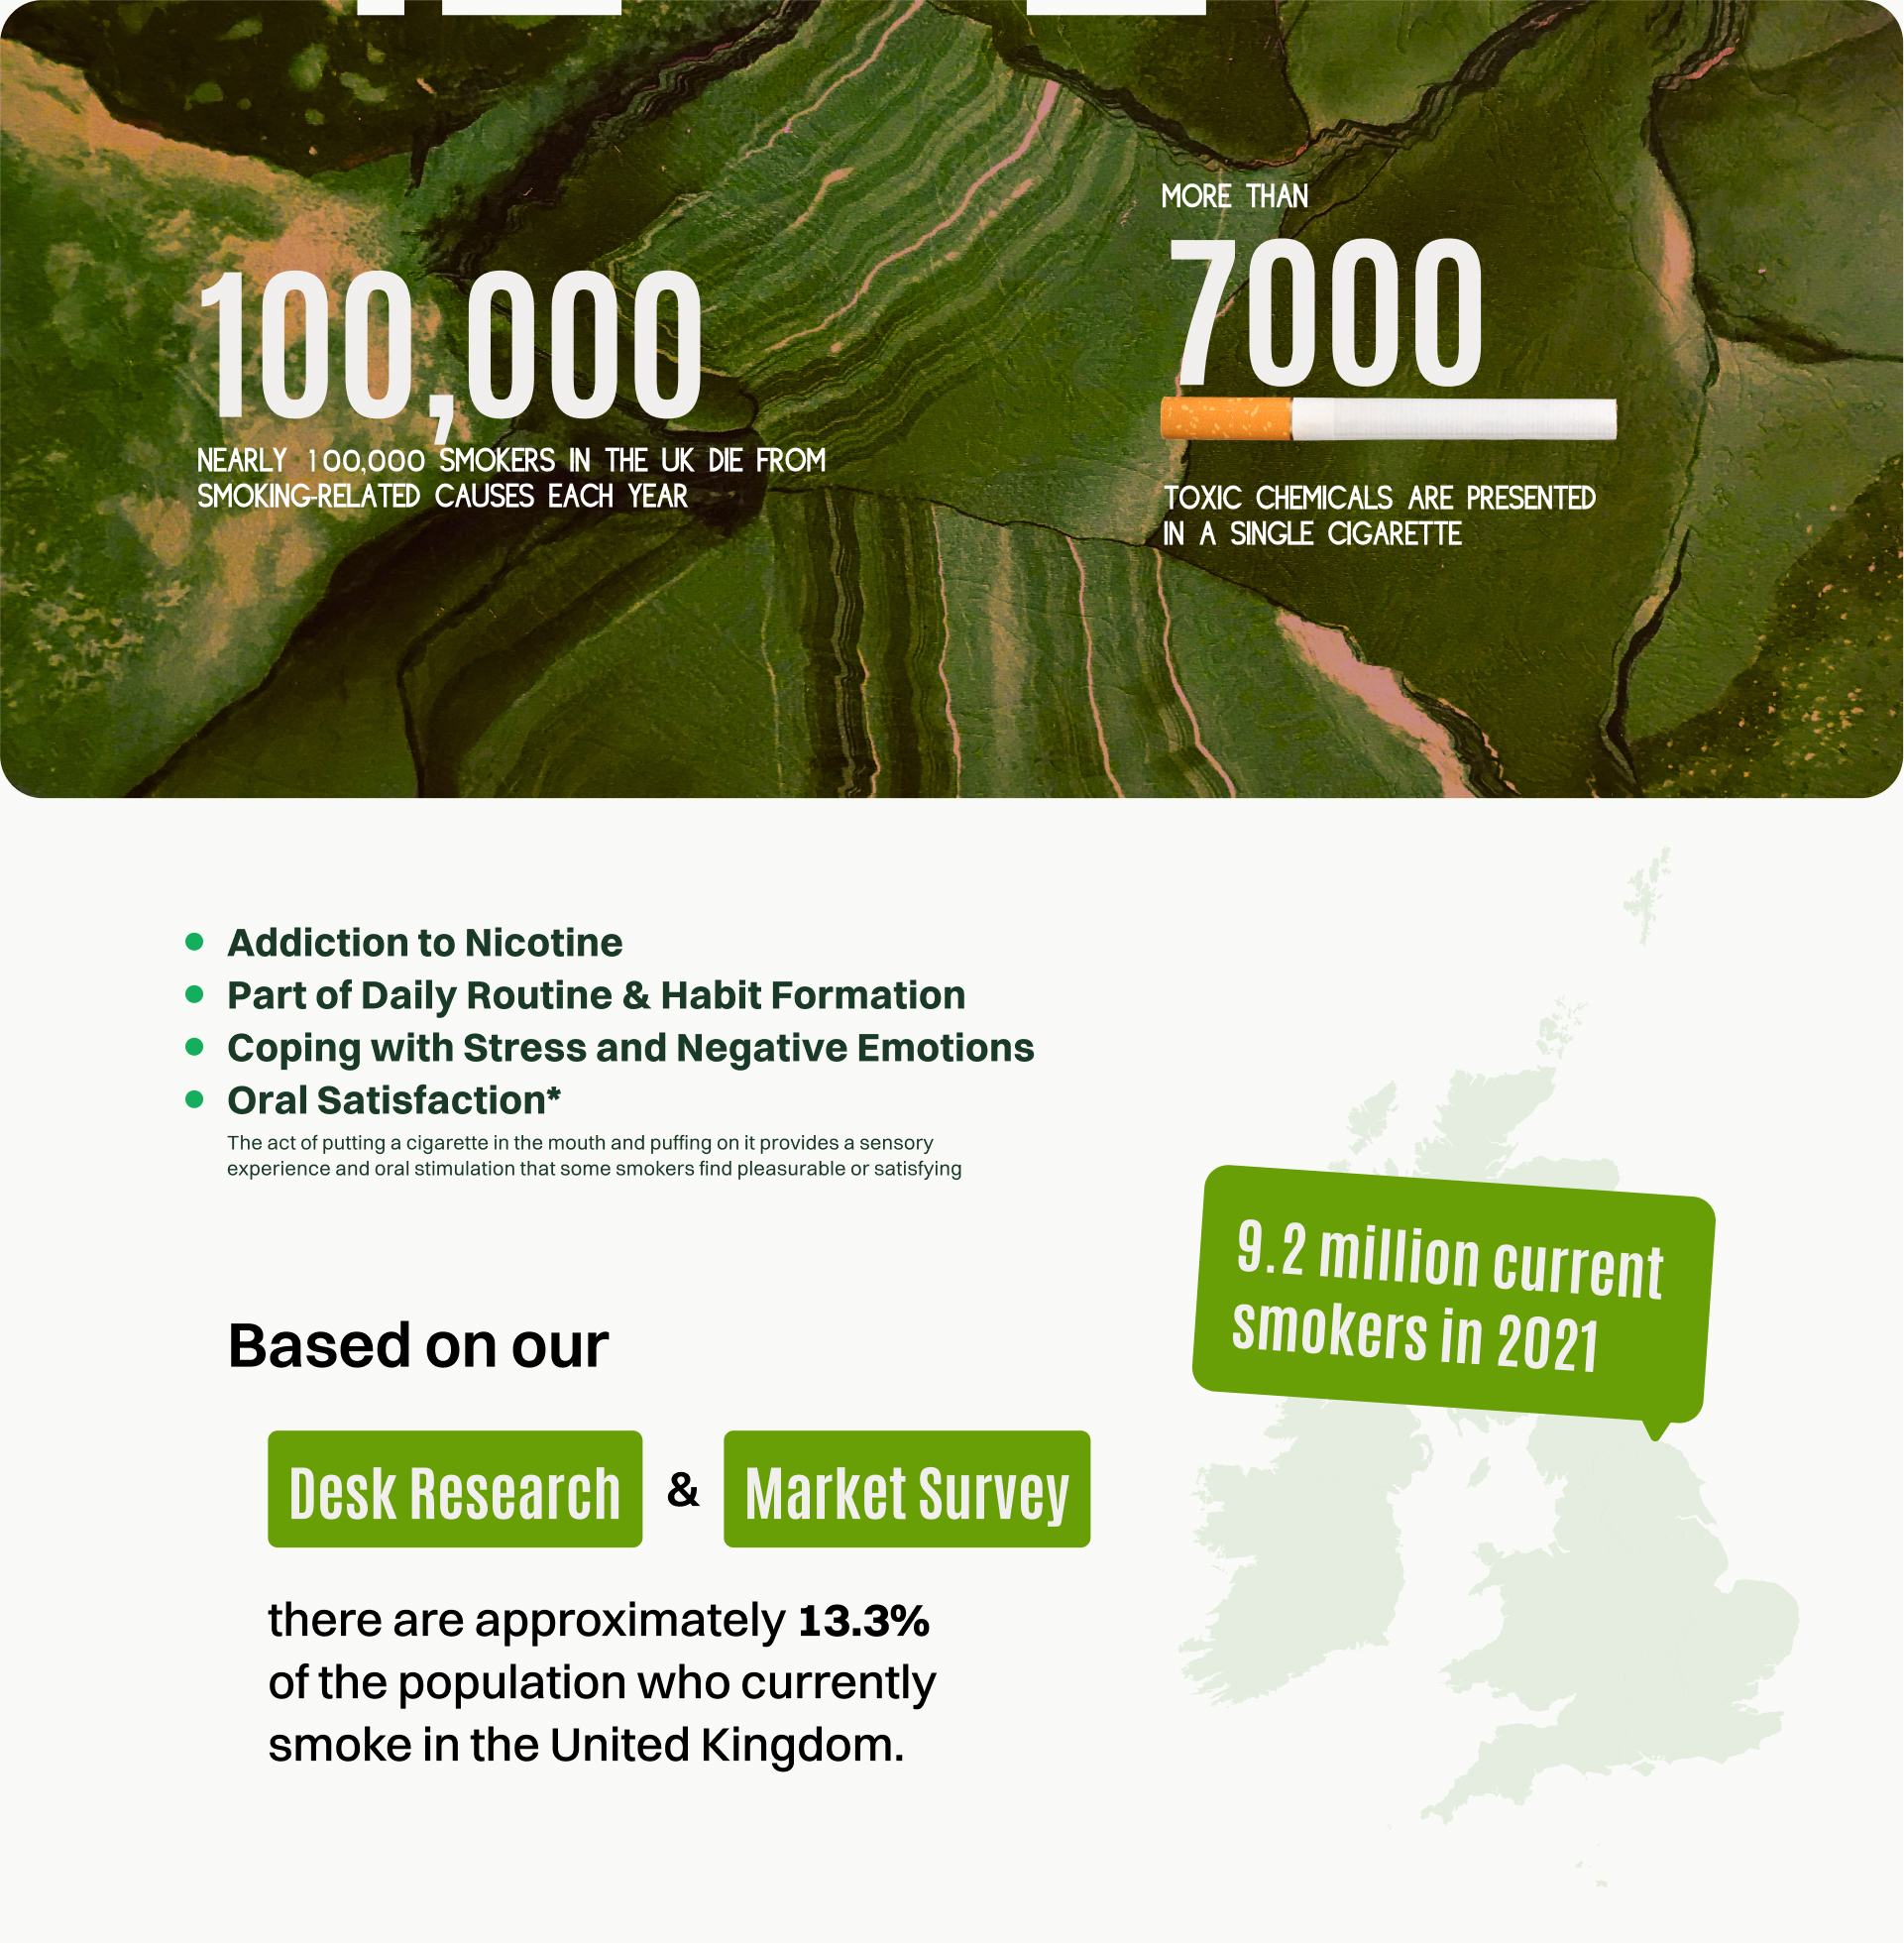 100,000
NEARLY 100,000 SMOKERS IN THE UK DIE FROM
SMOKING-RELATED CAUSES EACH YEAR
MORE THAN
7000
TOXIC CHEMICALS ARE PRESENTED
IN A SINGLE CIGARETTE
Addiction to Nicotine
Part of Daily Routine & Habit Formation
Coping with Stress and Negative Emotions
Oral Satisfaction*
The act of putting a cigarette in the mouth and puffing on it provides a sensory
experience and oral stimulation that some smokers find pleasurable or satisfying
9.2 million current
smokers in 2021
Based on our
Desk Research & Market Survey
there are approximately 13.3%
of the population who currently
smoke in the United Kingdom.